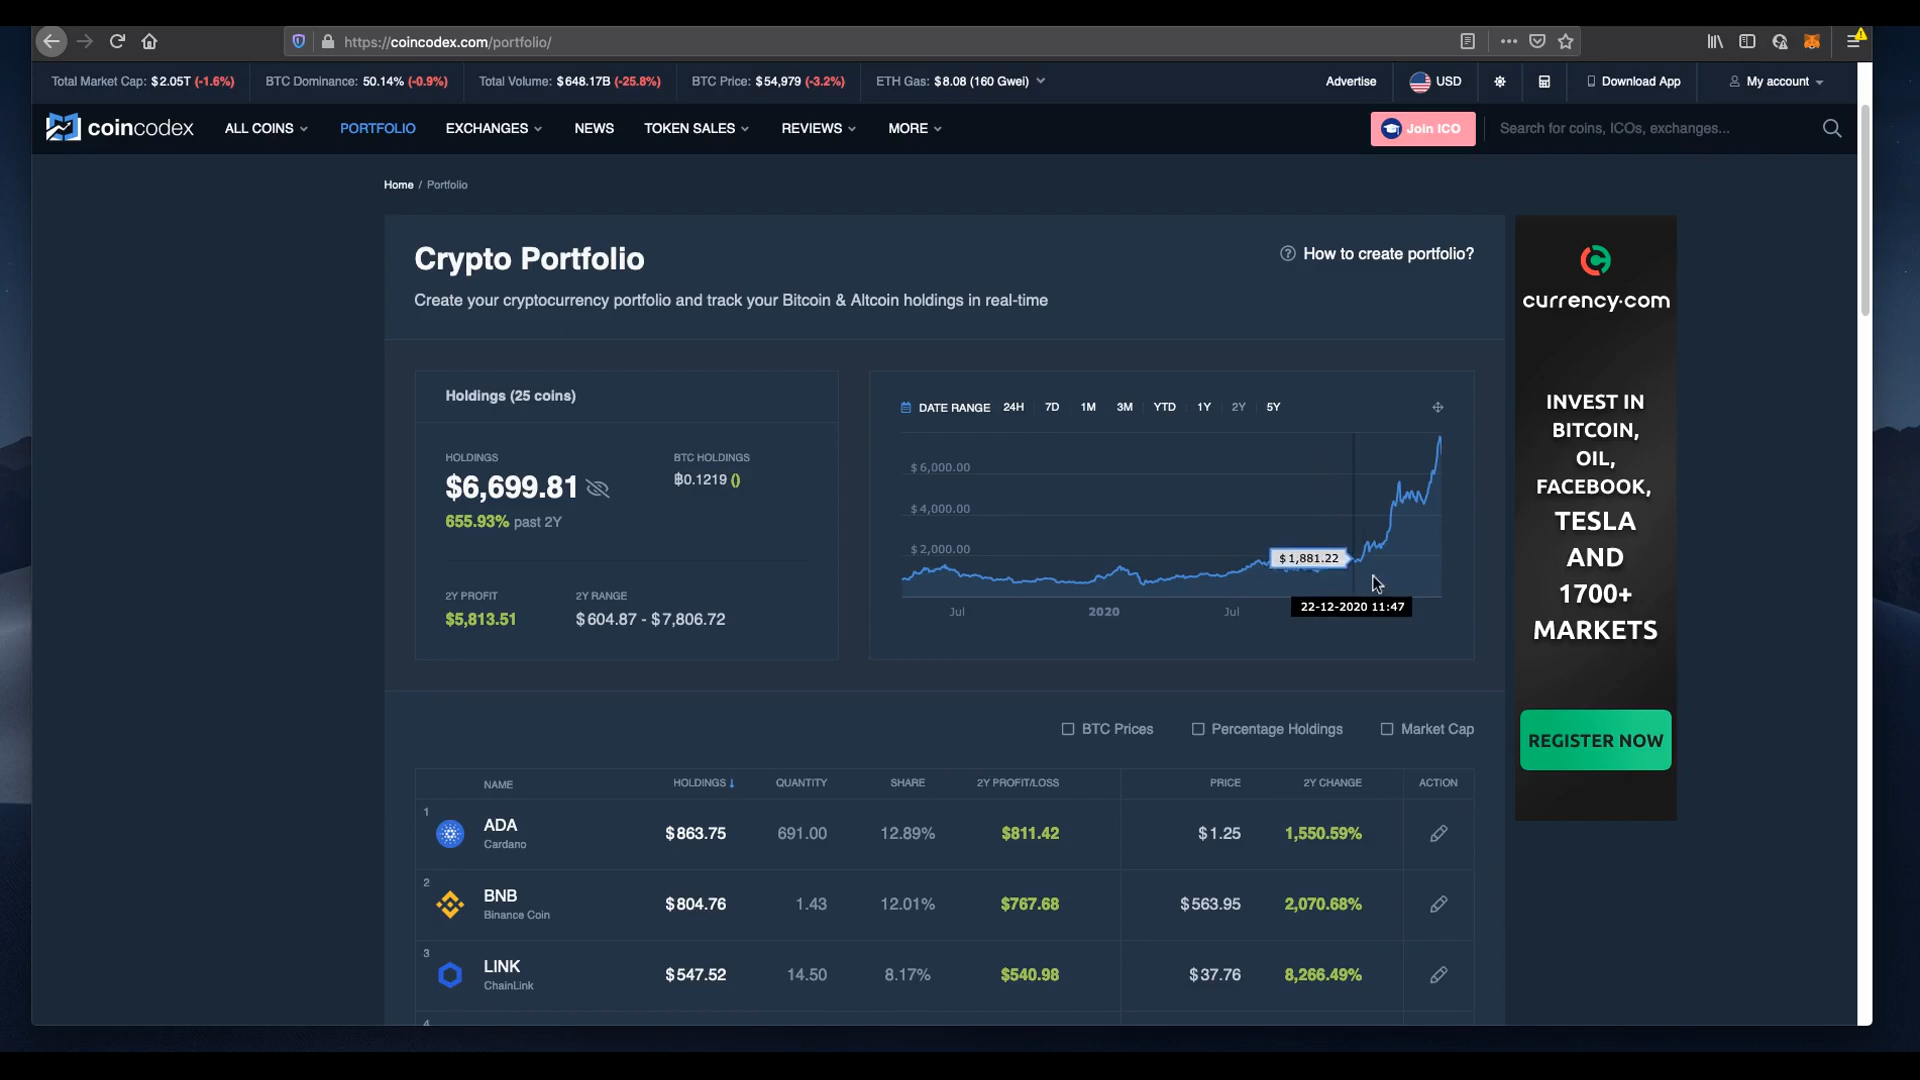 https://coincodex.com/portfolio/
Total Market Cap: $2.05T (-1.6%) BTC Dominance: 50.14% (-0.9%) Total Volume: $648.17B (-25.8%) BTC Price: $54,979 (-3.2%) ETH Gas: $8.08 (160 Gwei) Advertise USD Download App My account
coincodex ALL COINS PORTFOLIO EXCHANGES NEWS TOKEN SALES REVIEWS MORE Join ICO Search for coins, ICOs, exchanges...
Home / Portfolio
Crypto Portfolio
How to create portfolio?
Create your cryptocurrency portfolio and track your Bitcoin & Altcoin holdings in real-time
Holdings (25 coins)
HOLDINGS BTC HOLDINGS
$6,699.81 ฿0.1219 ()
655.93% past 2Y
2Y PROFIT 2Y RANGE
$5,813.51 $604.87 - $7,806.72
DATE RANGE 24H 7D 1M 3M YTD 1Y 2Y 5Y
$6,000.00
$4,000.00
$2,000.00
$1,881.22
Jul 2020 Jul
22-12-2020 11:47
BTC Prices Percentage Holdings Market Cap
NAME HOLDINGS QUANTITY SHARE 2Y PROFIT/LOSS PRICE 2Y CHANGE ACTION
1 ADA $863.75 691.00 12.89% $811.42 $1.25 1,550.59%
Cardano
2 BNB $804.76 1.43 12.01% $767.68 $563.95 2,070.68%
Binance Coin
3 LINK $547.52 14.50 8.17% $540.98 $37.76 8,266.49%
ChainLink
4
currency.com
INVEST IN
BITCOIN,
OIL,
FACEBOOK,
TESLA
AND
1700+
MARKETS
REGISTER NOW